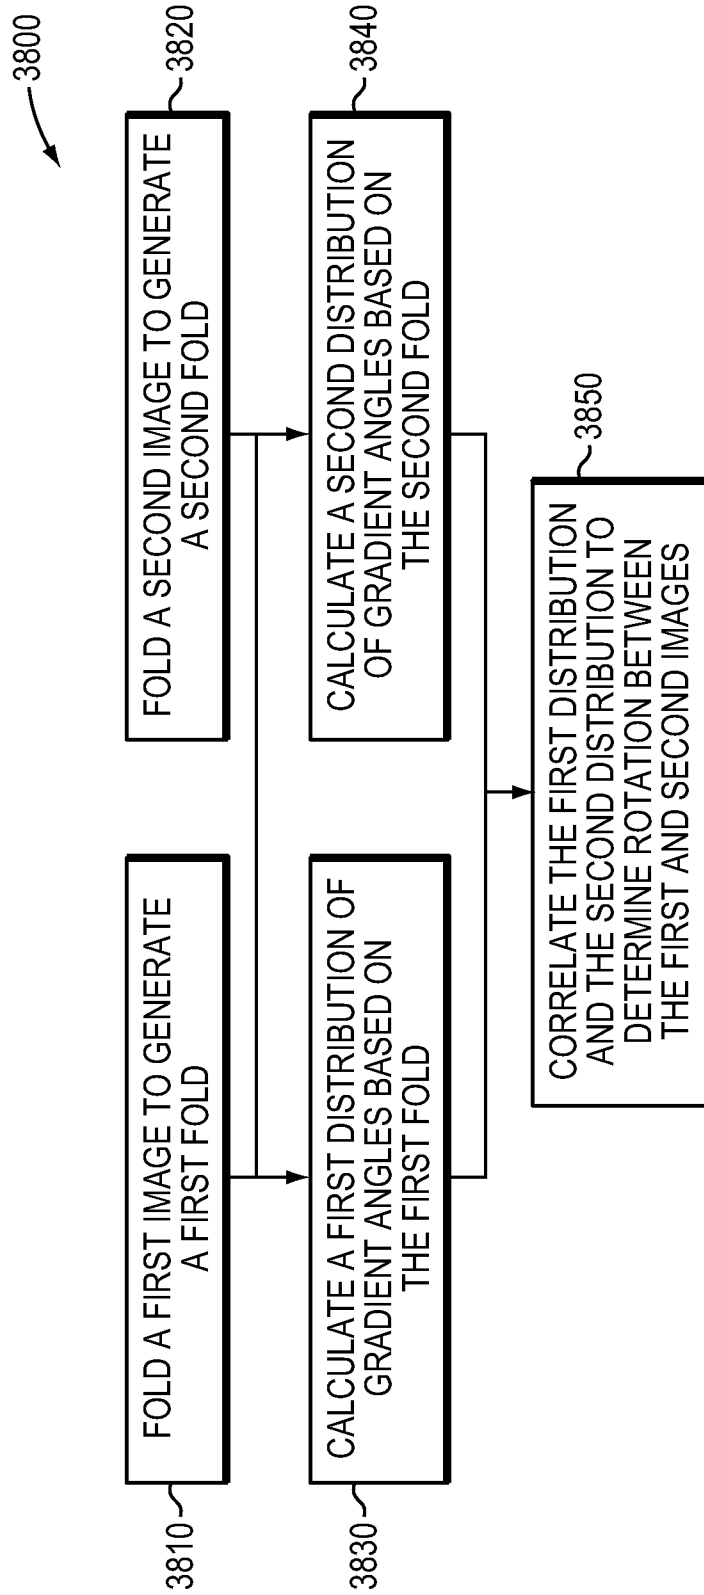 3800
3810
FOLD A FIRST IMAGE TO GENERATE
A FIRST FOLD
3820
FOLD A SECOND IMAGE TO GENERATE
A SECOND FOLD
3830
CALCULATE A FIRST DISTRIBUTION OF
GRADIENT ANGLES BASED ON
THE FIRST FOLD
3840
CALCULATE A SECOND DISTRIBUTION
OF GRADIENT ANGLES BASED ON
THE SECOND FOLD
3850
CORRELATE THE FIRST DISTRIBUTION
AND THE SECOND DISTRIBUTION TO
DETERMINE ROTATION BETWEEN
THE FIRST AND SECOND IMAGES